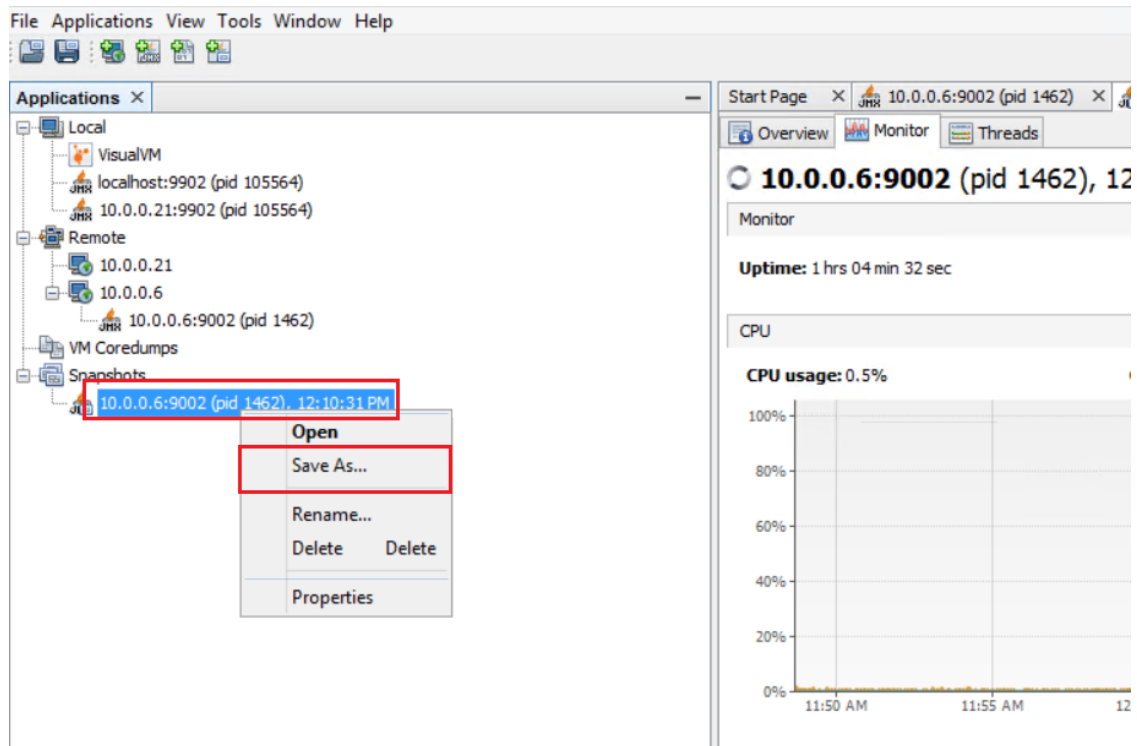 File Applications View Tools Window Help
Applications
Local
VisualVM
localhost:9902 (pid 105564)
10.0.0.21:9902 (pid 105564)
Remote
10.0.0.21
10.0.0.6
10.0.0.6:9002 (pid 1462)
VM Coredumps
Snapshots
10.0.0.6:9002 (pid 1462), 12:10:31 PM
Open
Save As...
Rename...
Delete Delete
Properties
Start Page 10.0.0.6:9002 (pid 1462)
Overview Monitor Threads
10.0.0.6:9002 (pid 1462), 12
Monitor
Uptime: 1 hrs 04 min 32 sec
CPU
CPU usage: 0.5%
100%
80%
60%
40%
20%
0%
11:50 AM 11:55 AM 12